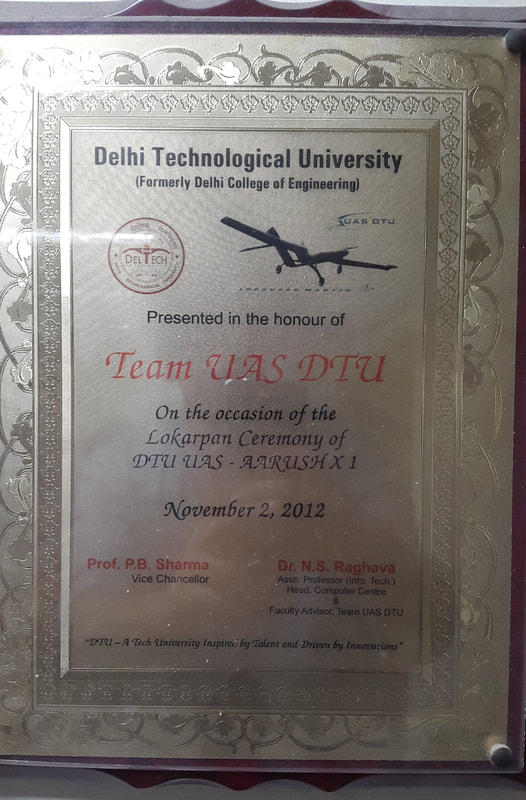 Delhi Technological University
(Formerly Delhi College of Engineering)
UAS DTU
DELTECH
LOCKHEED MARTIN
Presented in the honour of
Team UAS DTU
On the occasion of the
Lokarpan Ceremony of
DTU UAS - AARUSH X 1
November 2, 2012
Prof. P.B. Sharma
Vice Chancellor
Dr. N.S. Raghava
Asso. Professor (Info. Tech.)
Head, Computer Centre
&
Fuculty Advisor, Team UAS DTU
"DTU – A Tech University Inspired by Talent and Driven by Innovations"